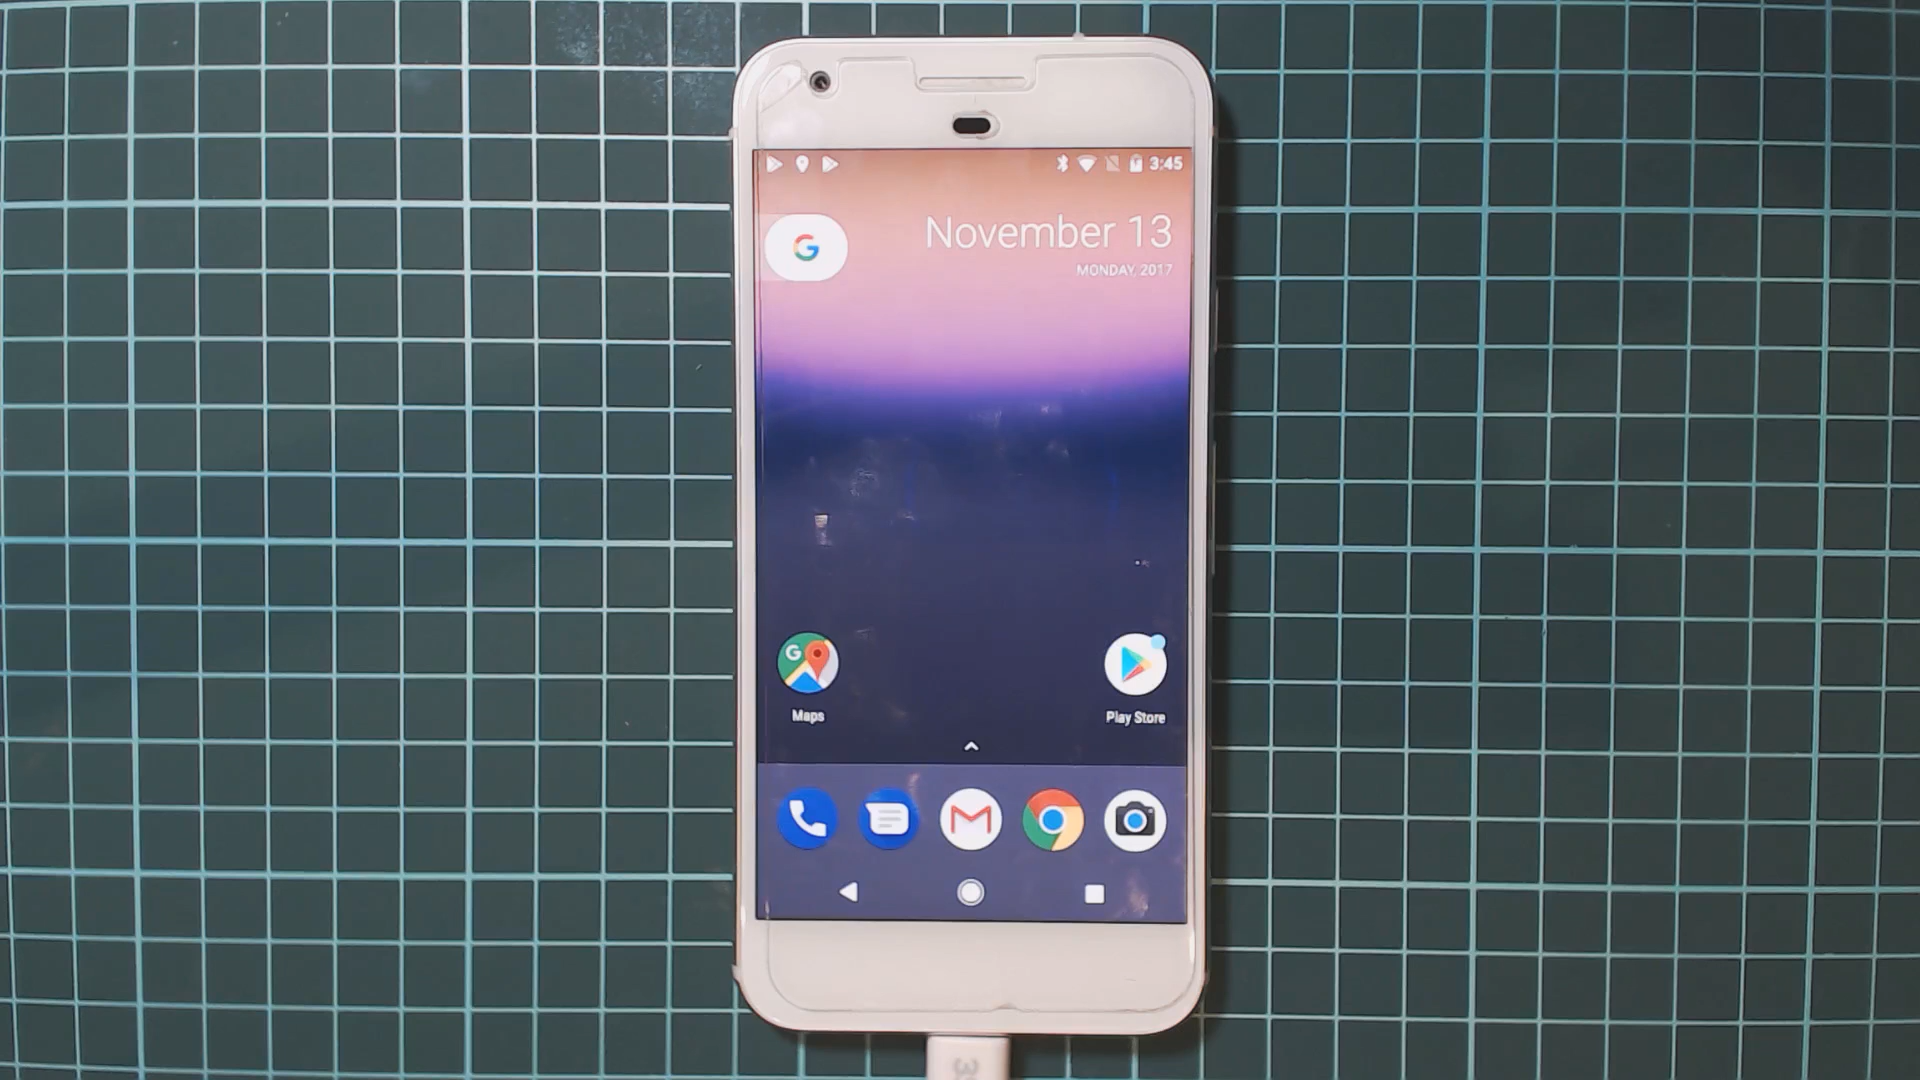 3:45
November 13
MONDAY, 2017
G
G
Maps
Play Store